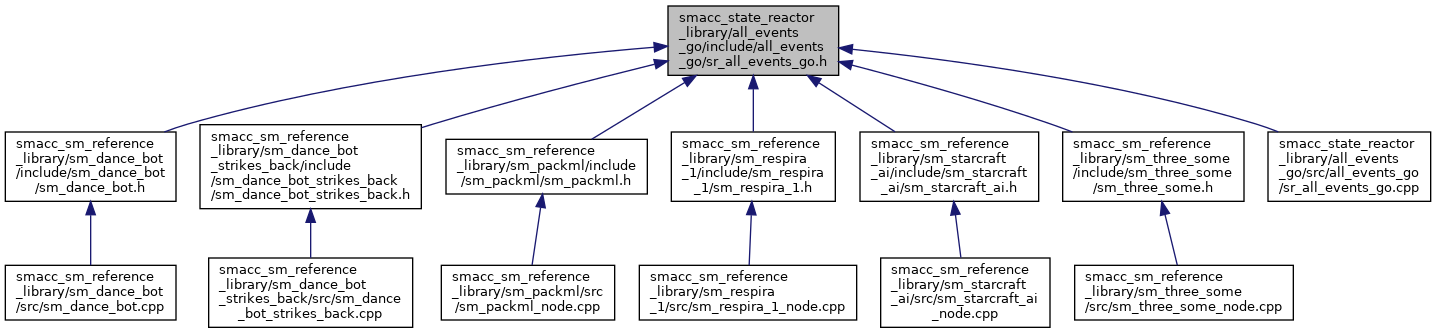 smacc_state_reactor
_library/all_events
_go/include/all_events
_go/sr_all_events_go.h
smacc_sm_reference
_library/sm_dance_bot
/include/sm_dance_bot
/sm_dance_bot.h
smacc_sm_reference
_library/sm_dance_bot
_strikes_back/include
/sm_dance_bot_strikes_back
/sm_dance_bot_strikes_back.h
smacc_sm_reference
_library/sm_packml/include
/sm_packml/sm_packml.h
smacc_sm_reference
_library/sm_respira
_1/include/sm_respira
_1/sm_respira_1.h
smacc_sm_reference
_library/sm_starcraft
_ai/include/sm_starcraft
_ai/sm_starcraft_ai.h
smacc_sm_reference
_library/sm_three_some
/include/sm_three_some
/sm_three_some.h
smacc_state_reactor
_library/all_events
_go/src/all_events_go
/sr_all_events_go.cpp
smacc_sm_reference
_library/sm_dance_bot
/src/sm_dance_bot.cpp
smacc_sm_reference
_library/sm_dance_bot
_strikes_back/src/sm_dance
_bot_strikes_back.cpp
smacc_sm_reference
_library/sm_packml/src
/sm_packml_node.cpp
smacc_sm_reference
_library/sm_respira
_1/src/sm_respira_1_node.cpp
smacc_sm_reference
_library/sm_starcraft
_ai/src/sm_starcraft_ai
_node.cpp
smacc_sm_reference
_library/sm_three_some
/src/sm_three_some_node.cpp